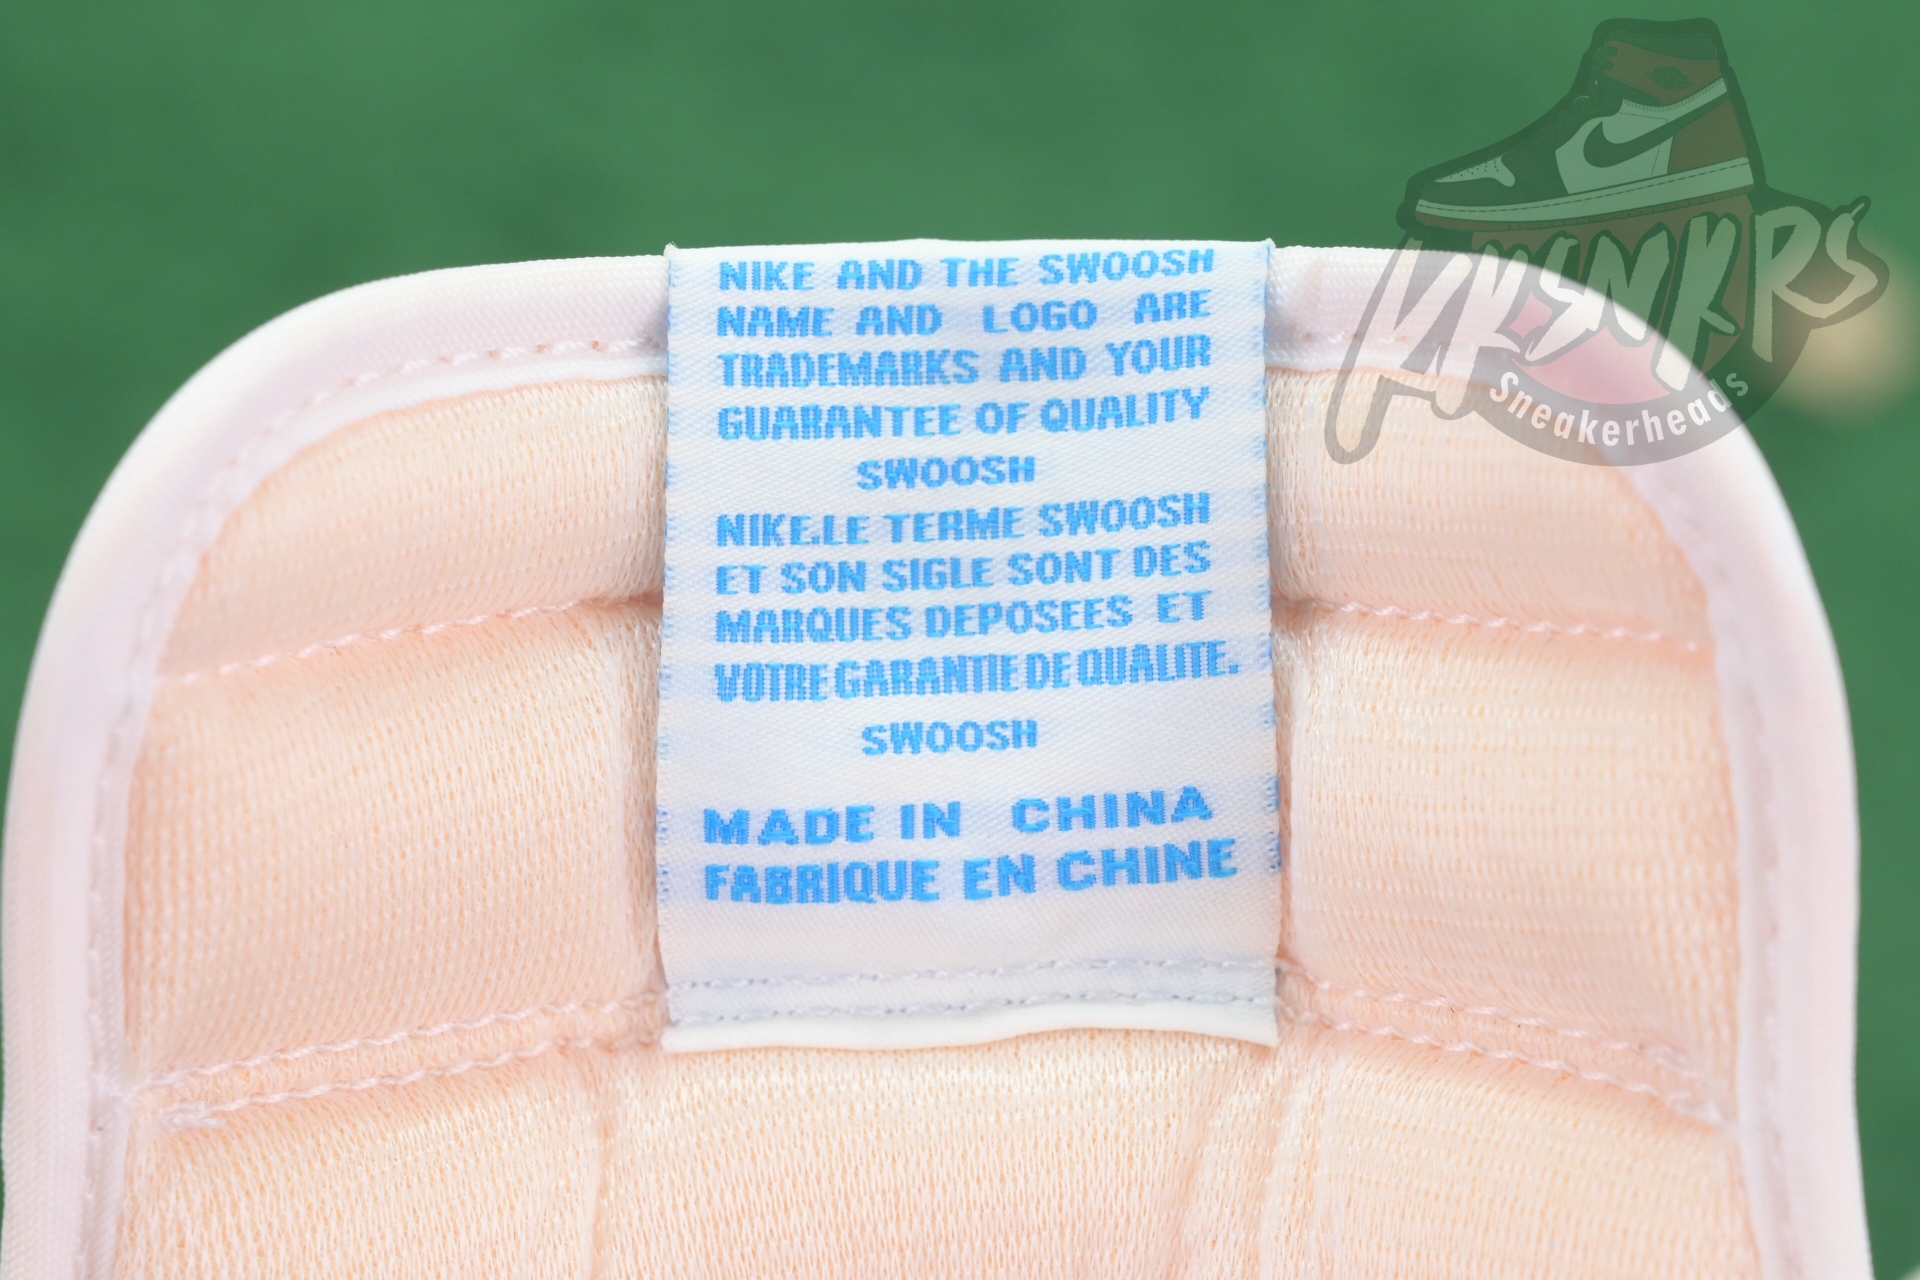 NIKE AND THE SWOOSH
NAME AND LOGO ARE
TRADEMARKS AND YOUR
GUARANTEE OF QUALITY
SWOOSH
NIKE.LE TERME SWOOSH
ET SON SIGLE SONT DES
MARQUES DEPOSEES ET
VOTRE GARANTIE DE QUALITE.
SWOOSH
MADE IN CHINA
FABRIQUE EN CHINE
Sneakerheads